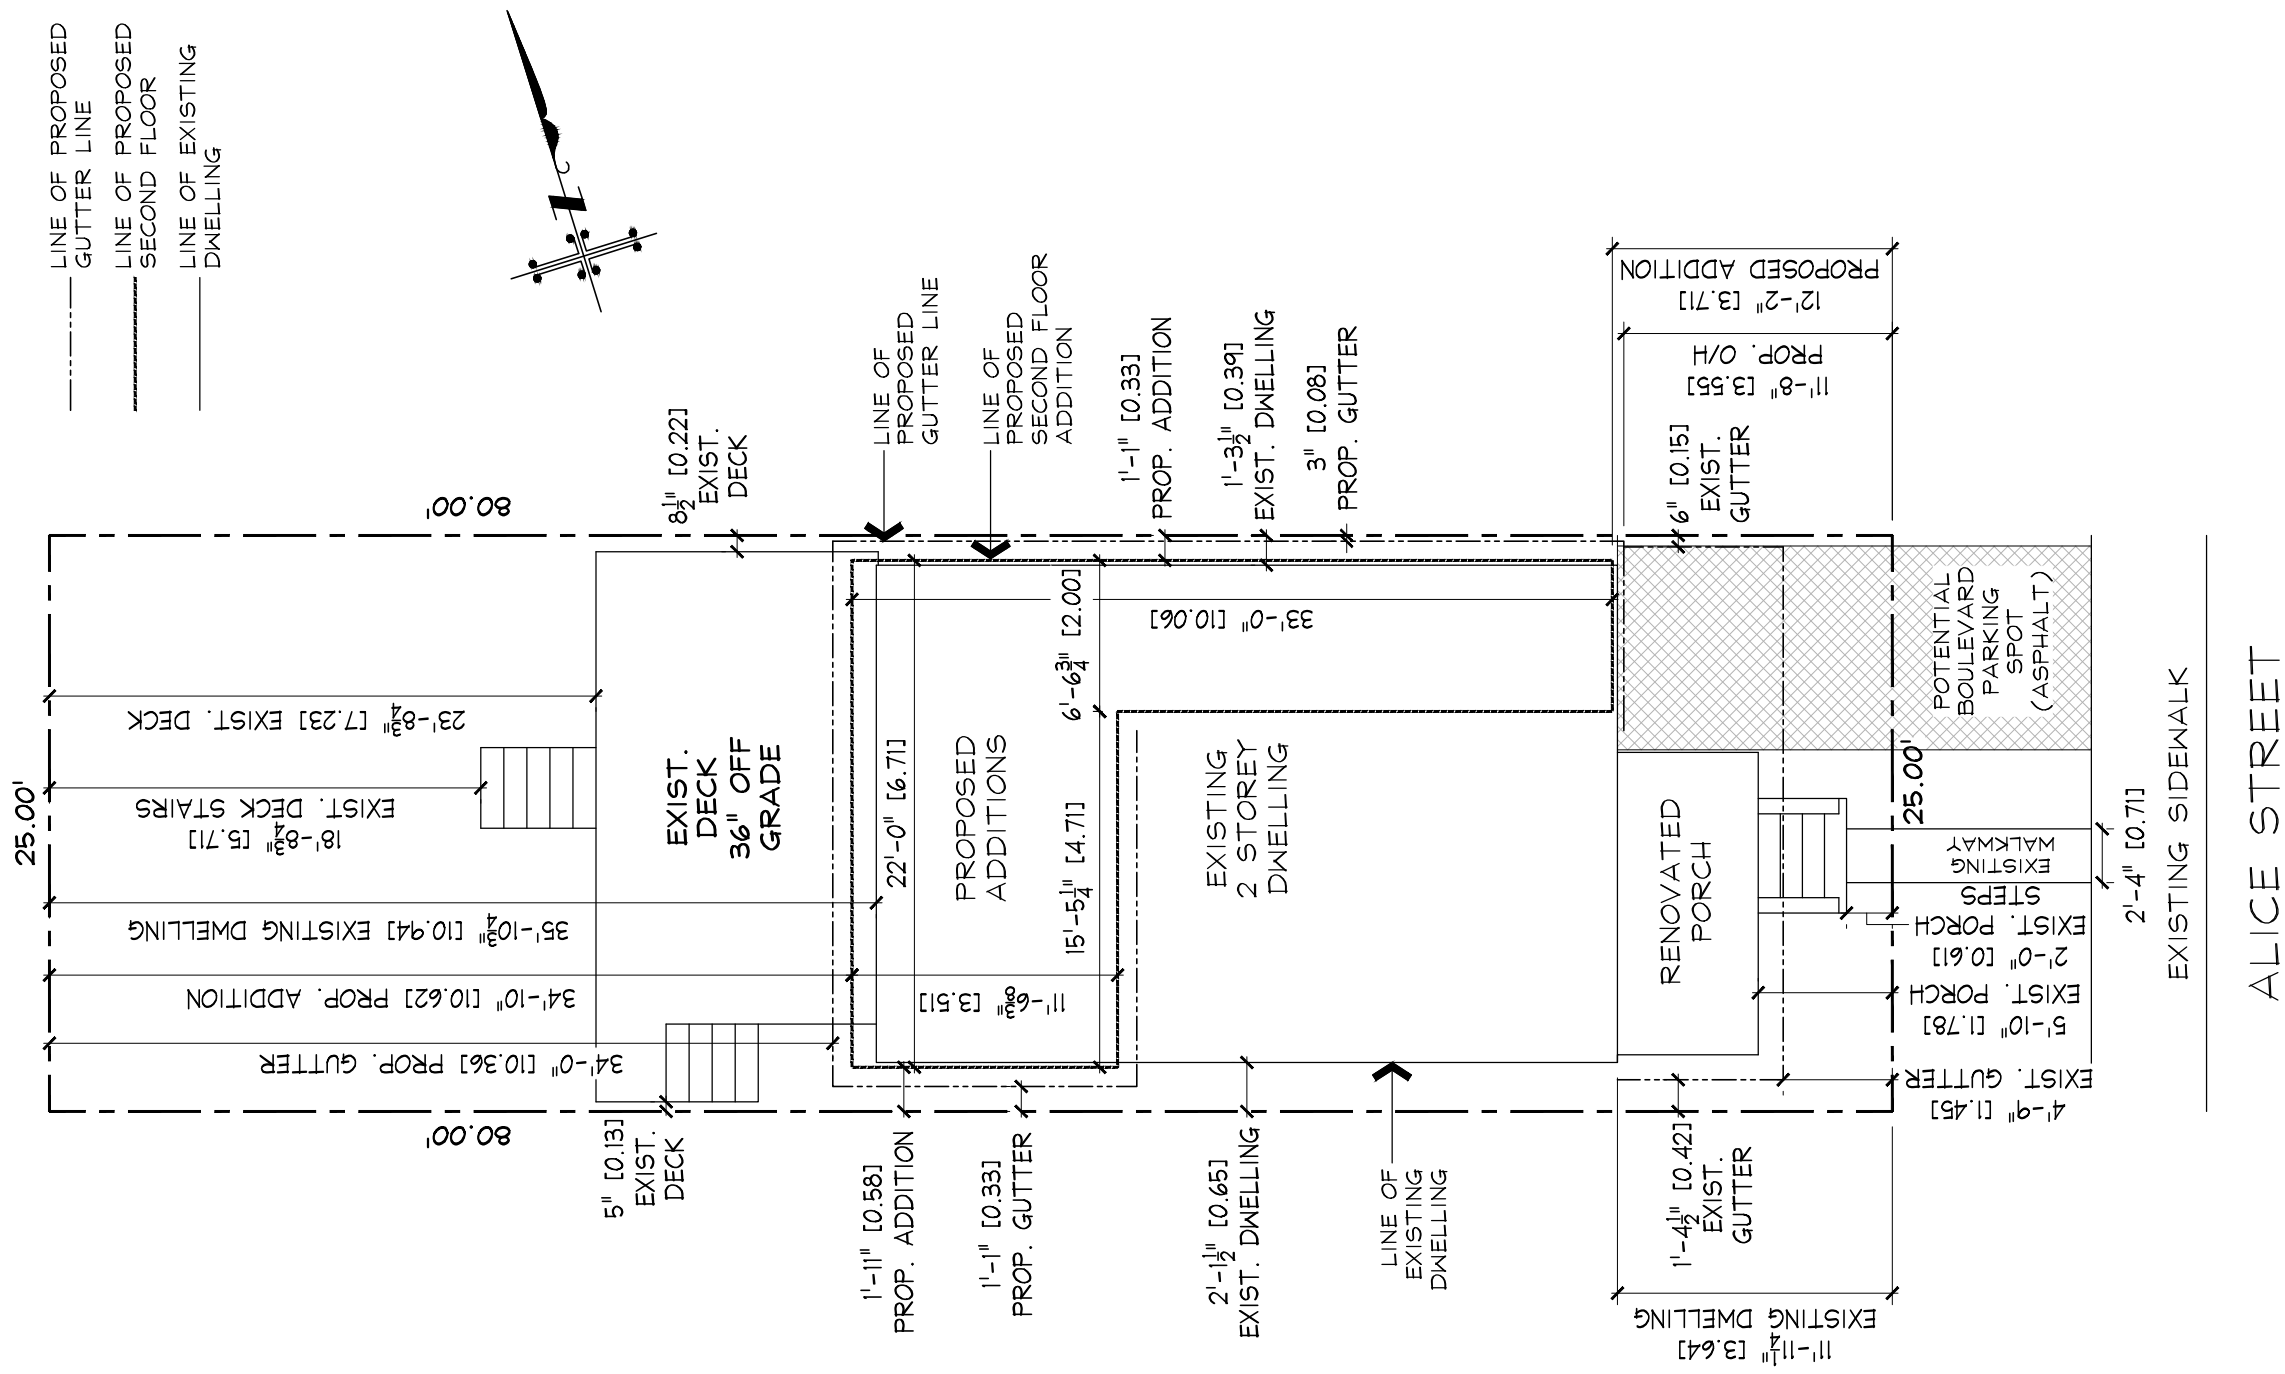 LINE OF PROPOSED
GUTTER LINE
LINE OF PROPOSED
SECOND FLOOR
LINE OF EXISTING
DWELLING
N
80.00'
8½" [0.22]
EXIST.
DECK
LINE OF
PROPOSED
GUTTER LINE
LINE OF
PROPOSED
SECOND FLOOR
ADDITION
1'-1" [0.33]
PROP. ADDITION
1'-3½" [0.39]
EXIST. DWELLING
3" [0.08]
PROP. GUTTER
6" [0.15]
EXIST.
GUTTER
PROPOSED ADDITION
12'-2" [3.71]
PROP. O/H
11'-8" [3.55]
25.00'
23'-8¾" [7.23] EXIST. DECK
EXIST. DECK STAIRS
18'-8¾" [5.71]
35'-10¾" [10.94] EXISTING DWELLING
34'-10" [10.62] PROP. ADDITION
34'-0" [10.36] PROP. GUTTER
EXIST.
DECK
36" OFF
GRADE
22'-0" [6.71]
PROPOSED
ADDITIONS
6'-6¾" [2.00]
15'-5¼" [4.71]
33'-0" [10.06]
11'-6⅜"
[3.51]
EXISTING
2 STOREY
DWELLING
RENOVATED
PORCH
POTENTIAL
BOULEVARD
PARKING
SPOT
(ASPHALT)
25.00'
EXISTING
WALKWAY
2'-4" [0.71]
EXIST. PORCH
STEPS
2'-0" [0.61]
EXIST. PORCH
5'-10" [1.78]
EXIST. GUTTER
4'-9" [1.45]
EXISTING SIDEWALK
ALICE STREET
80.00'
5" [0.13]
EXIST.
DECK
1'-11" [0.58]
PROP. ADDITION
1'-1" [0.33]
PROP. GUTTER
2'-1½" [0.65]
EXIST. DWELLING
LINE OF
EXISTING
DWELLING
1'-4½" [0.42]
EXIST.
GUTTER
EXISTING DWELLING
11'-11¼"
[3.64]